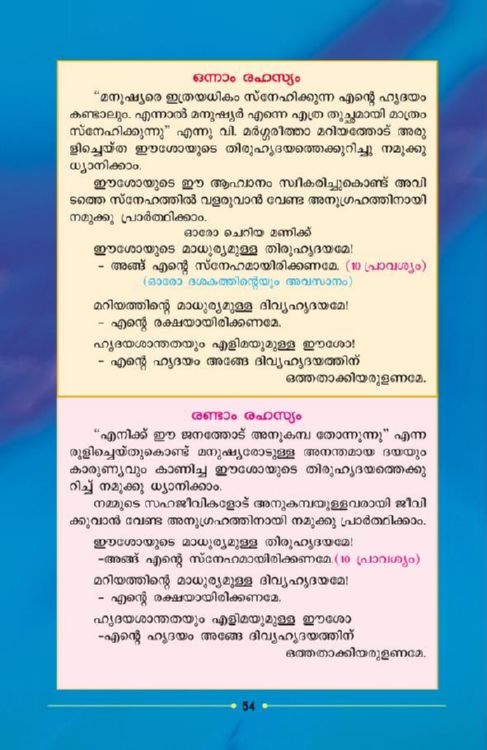 ഒന്നാം രഹസ്യം
“മനുഷ്യരെ ഇത്രയധികം സ്നേഹിക്കുന്ന എന്റെ ഹൃദയം
കണ്ടാലും. എന്നാൽ മനുഷ്യർ എന്നെ എത്ര തുച്ഛമായി മാത്രം
സ്നേഹിക്കുന്നു” എന്നു വി. മർഗ്ഗരീത്താ മറിയത്തോട് അരു
ളിച്ചെയ്ത ഈശോയുടെ തിരുഹൃദയത്തെക്കുറിച്ചു നമുക്കു
ധ്യാനിക്കാം.
ഈശോയുടെ ഈ ആഹ്വാനം സ്വീകരിച്ചുകൊണ്ട് അവി
ടത്തെ സ്നേഹത്തിൽ വളരുവാൻ വേണ്ട അനുഗ്രഹത്തിനായി
നമുക്കു പ്രാർത്ഥിക്കാം.
ഓരോ ചെറിയ മണിക്ക്
ഈശോയുടെ മാധുര്യമുള്ള തിരുഹൃദയമേ!
- അങ്ങ് എന്റെ സ്നേഹമായിരിക്കണമേ. (10 പ്രാവശ്യം)
(ഓരോ ദശകത്തിന്റെയും അവസാനം)
മറിയത്തിന്റെ മാധുര്യമുള്ള ദിവ്യഹൃദയമേ!
- എന്റെ രക്ഷയായിരിക്കണമേ.
ഹൃദയശാന്തതയും എളിമയുമുള്ള ഈശോ!
- എന്റെ ഹൃദയം അങ്ങേ ദിവ്യഹൃദയത്തിന്
ഒത്തതാക്കിയരുളണമേ.
രണ്ടാം രഹസ്യം
“എനിക്ക് ഈ ജനത്തോട് അനുകമ്പ തോന്നുന്നു” എന്ന
രുളിച്ചെയ്തുകൊണ്ട് മനുഷ്യരോടുള്ള അനന്തമായ ദയയും
കാരുണ്യവും കാണിച്ച ഈശോയുടെ തിരുഹൃദയത്തെക്കു
റിച്ച് നമുക്കു ധ്യാനിക്കാം.
നമ്മുടെ സഹജീവികളോട് അനുകമ്പയുള്ളവരായി ജീവി
ക്കുവാൻ വേണ്ട അനുഗ്രഹത്തിനായി നമുക്കു പ്രാർത്ഥിക്കാം.
ഈശോയുടെ മാധുര്യമുള്ള തിരുഹൃദയമേ!
-അങ്ങ് എന്റെ സ്നേഹമായിരിക്കണമേ.(10 പ്രാവശ്യം)
മറിയത്തിന്റെ മാധുര്യമുള്ള ദിവ്യഹൃദയമേ!
- എന്റെ രക്ഷയായിരിക്കണമേ.
ഹൃദയശാന്തതയും എളിമയുമുള്ള ഈശോ
-എന്റെ ഹൃദയം അങ്ങേ ദിവ്യഹൃദയത്തിന്
ഒത്തതാക്കിയരുളണമേ.
54